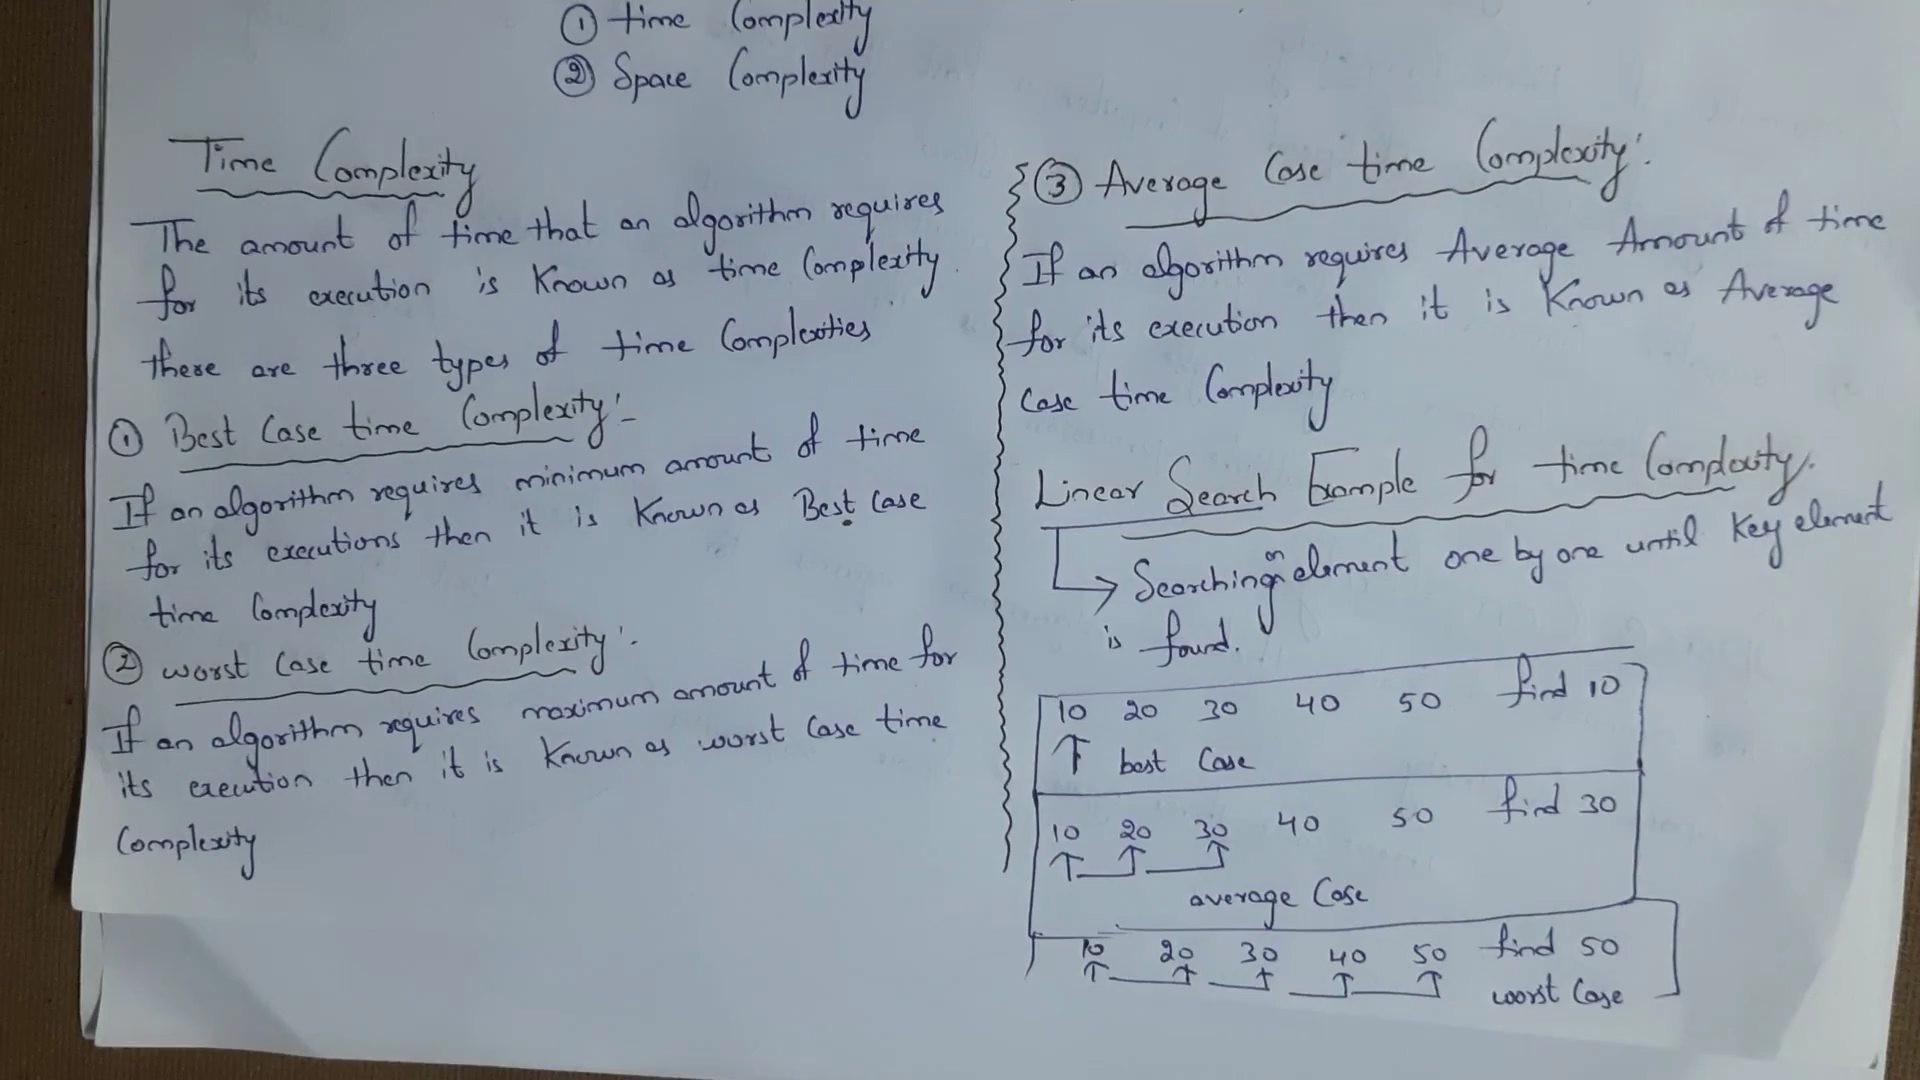 ① time Complexity
② Space Complexity
Time Complexity
The amount of time that an algorithm requires
for its execution is Known as time Complexity.
there are three types of time Complexities
① Best Case time Complexity:-
If an algorithm requires minimum amount of time
for its executions then it is Known as Best Case
time Complexity
② worst Case time Complexity:-
If an algorithm requires maximum amount of time for
its execution then it is Known as worst Case time
Complexity
③ Average Case time Complexity:
If an algorithm requires Average Amount of time
for its execution then it is Known as Average
Case time Complexity
Linear Search Example for time Complexity.
→ Searching an element one by one until Key element
is found.
10 20 30 40 50 find 10
↑ best Case
10 20 30 40 50 find 30
average Case
10 20 30 40 50 find 50
worst Case